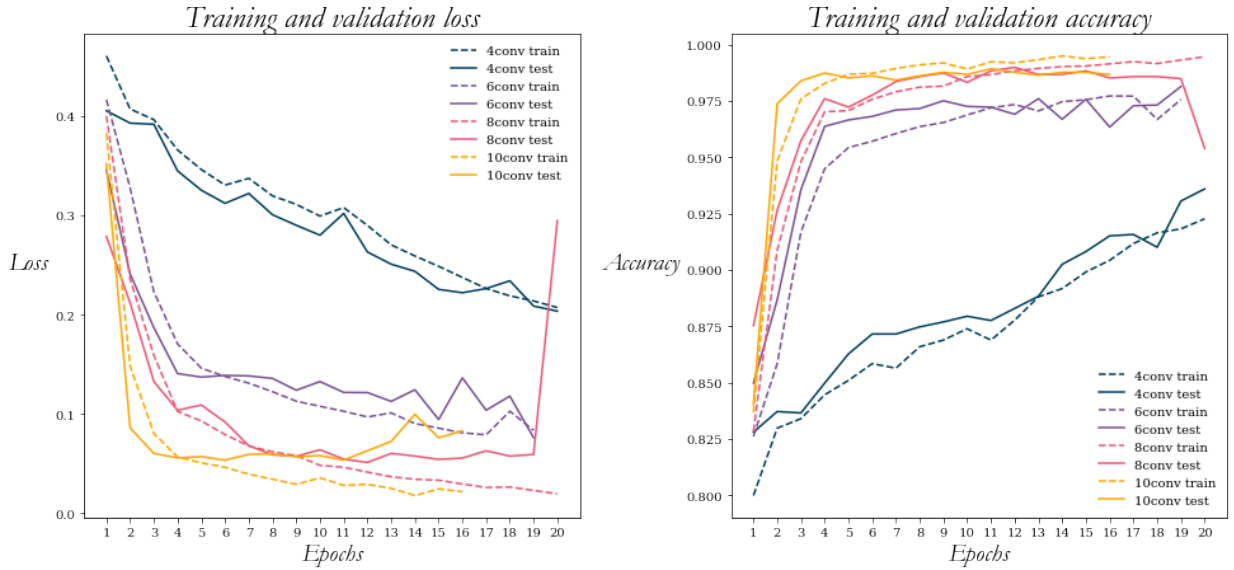 Training and validation loss
Loss
0.4
0.3
0.2
0.1
0.0
4conv train
4conv test
6conv train
6conv test
8conv train
8conv test
10conv train
10conv test
1 2 3 4 5 6 7 8 9 10 11 12 13 14 15 16 17 18 19 20
Epochs
Training and validation accuracy
Accuracy
1.000
0.975
0.950
0.925
0.900
0.875
0.850
0.825
0.800
4conv train
4conv test
6conv train
6conv test
8conv train
8conv test
10conv train
10conv test
1 2 3 4 5 6 7 8 9 10 11 12 13 14 15 16 17 18 19 20
Epochs